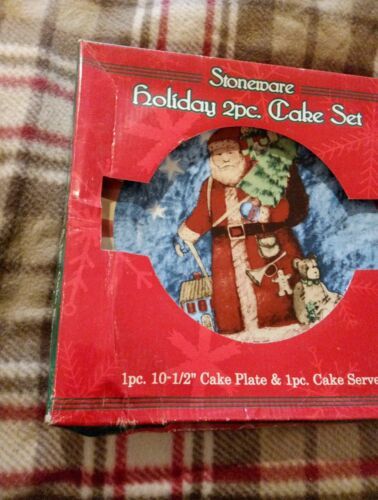 Stoneware
Holiday 2pc. Cake Set
1pc. 10-1/2" Cake Plate & 1pc. Cake Serve